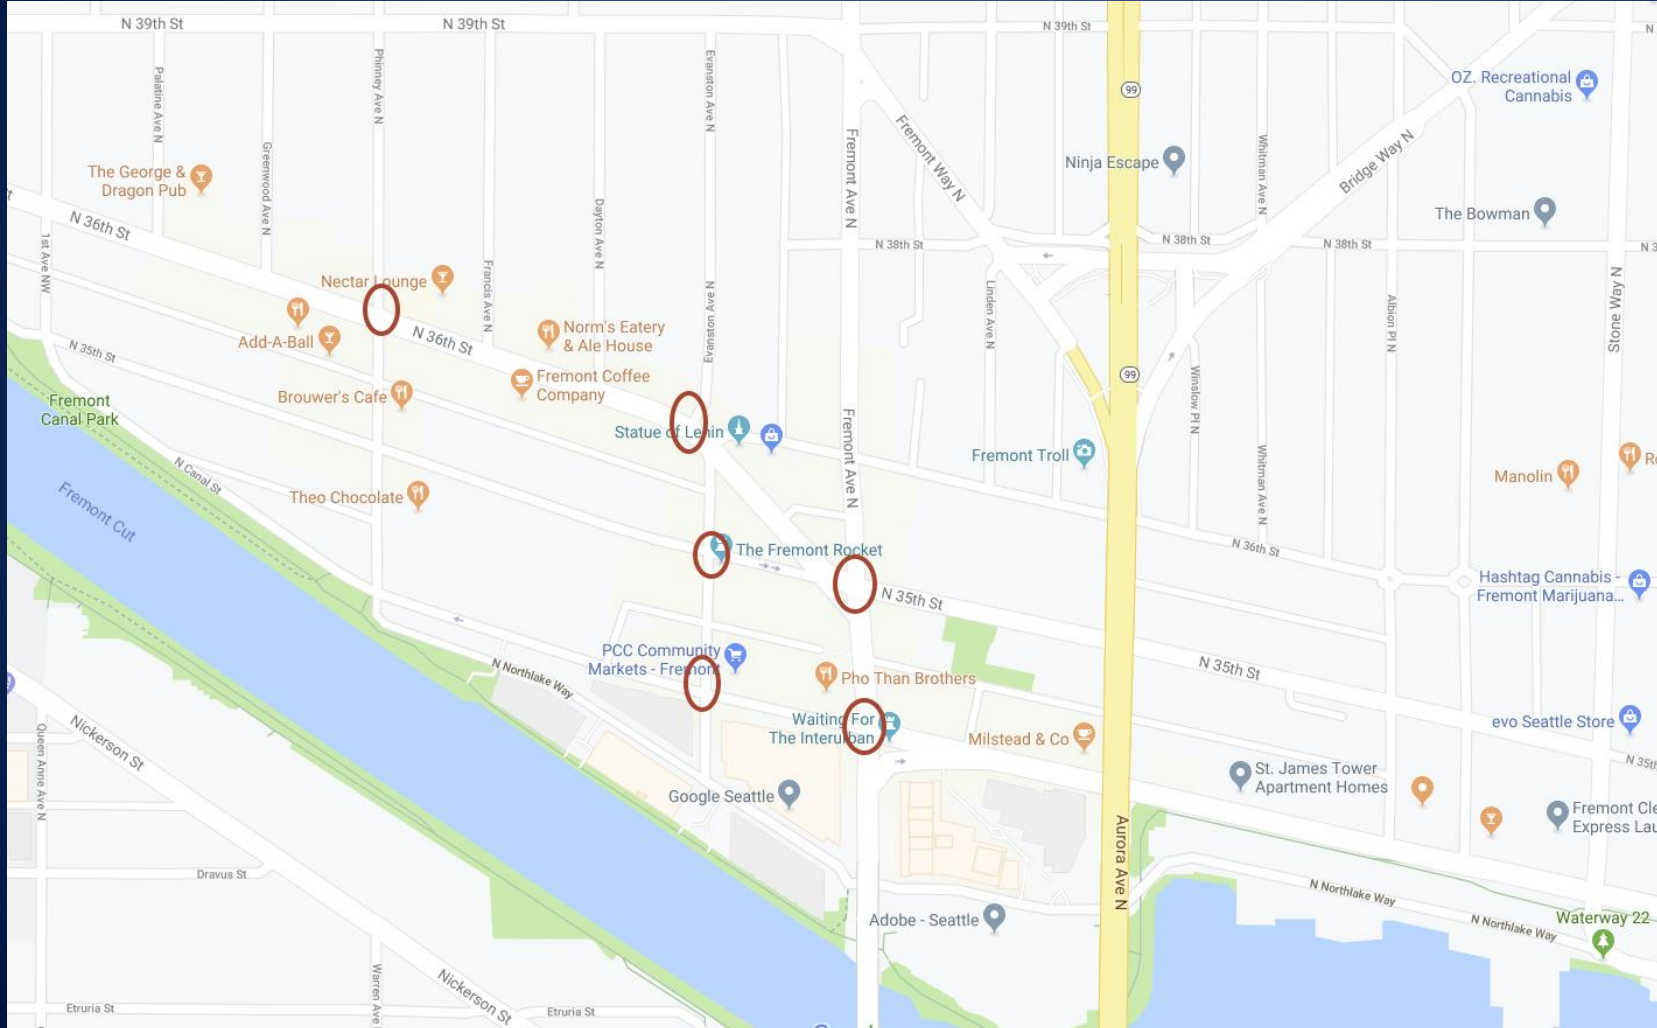 N 39th St
N 39th St
N 39th St
Palatine Ave N
Phinney Ave N
Evanston Ave N
99
OZ. Recreational
Cannabis
Fremont Ave N
Fremont Way N
Whitman Ave N
Bridge Way N
Greenwood Ave N
Ninja Escape
The George &
Dragon Pub
Dayton Ave N
The Bowman
N 36th St
1st Ave NW
N 38th St
N 38th St
N 38th St
Francis Ave N
Nectar Lounge
Evanston Ave N
Linden Ave N
Albion Pl N
Stone Way N
N 36th St
Norm's Eatery
& Ale House
Add-A-Ball
N 35th St
99
Fremont Coffee
Company
Brouwer's Cafe
Winslow Pl N
Fremont
Canal Park
Statue of Lenin
Fremont Ave N
Fremont Troll
Whitman Ave N
Manolin
N Canal St
Theo Chocolate
Fremont Cut
The Fremont Rocket
N 36th St
N 35th St
Hashtag Cannabis -
Fremont Marijuana...
PCC Community
Markets - Fremont
N Northlake Way
Pho Than Brothers
N 35th St
Waiting For
The Interurban
Milstead & Co
evo Seattle Store
Nickerson St
Queen Anne Ave N
N 35th
St. James Tower
Apartment Homes
Google Seattle
Fremont Cle
Express Lau
Aurora Ave N
Dravus St
N Northlake Way
Adobe - Seattle
N Northlake Way
Waterway 22
Warren Ave
Nickerson St
Etruria St
Etruria St